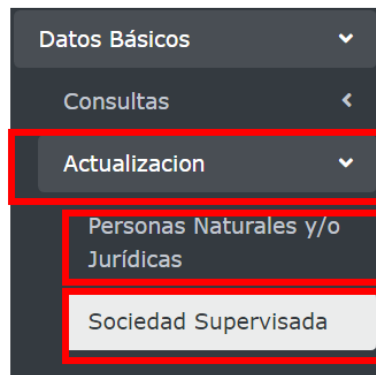 Datos Básicos
Consultas
Actualizacion
Personas Naturales y/o
Jurídicas
Sociedad Supervisada